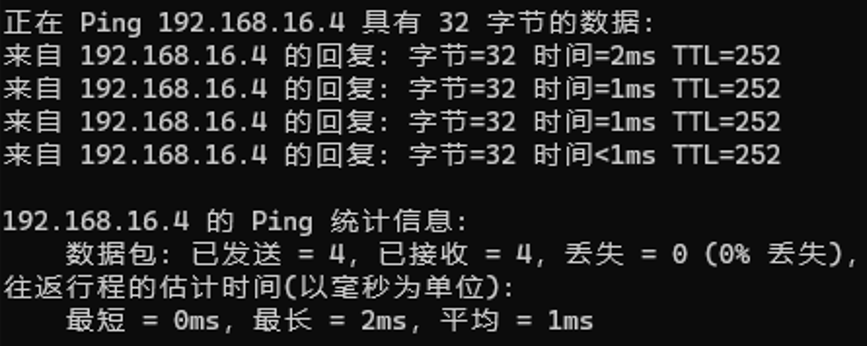 正在 Ping 192.168.16.4 具有 32 字节的数据:
来自 192.168.16.4 的回复: 字节=32 时间=2ms TTL=252
来自 192.168.16.4 的回复: 字节=32 时间=1ms TTL=252
来自 192.168.16.4 的回复: 字节=32 时间=1ms TTL=252
来自 192.168.16.4 的回复: 字节=32 时间<1ms TTL=252
192.168.16.4 的 Ping 统计信息:
数据包: 已发送 = 4, 已接收 = 4, 丢失 = 0 (0% 丢失),
往返行程的估计时间(以毫秒为单位):
最短 = 0ms, 最长 = 2ms, 平均 = 1ms